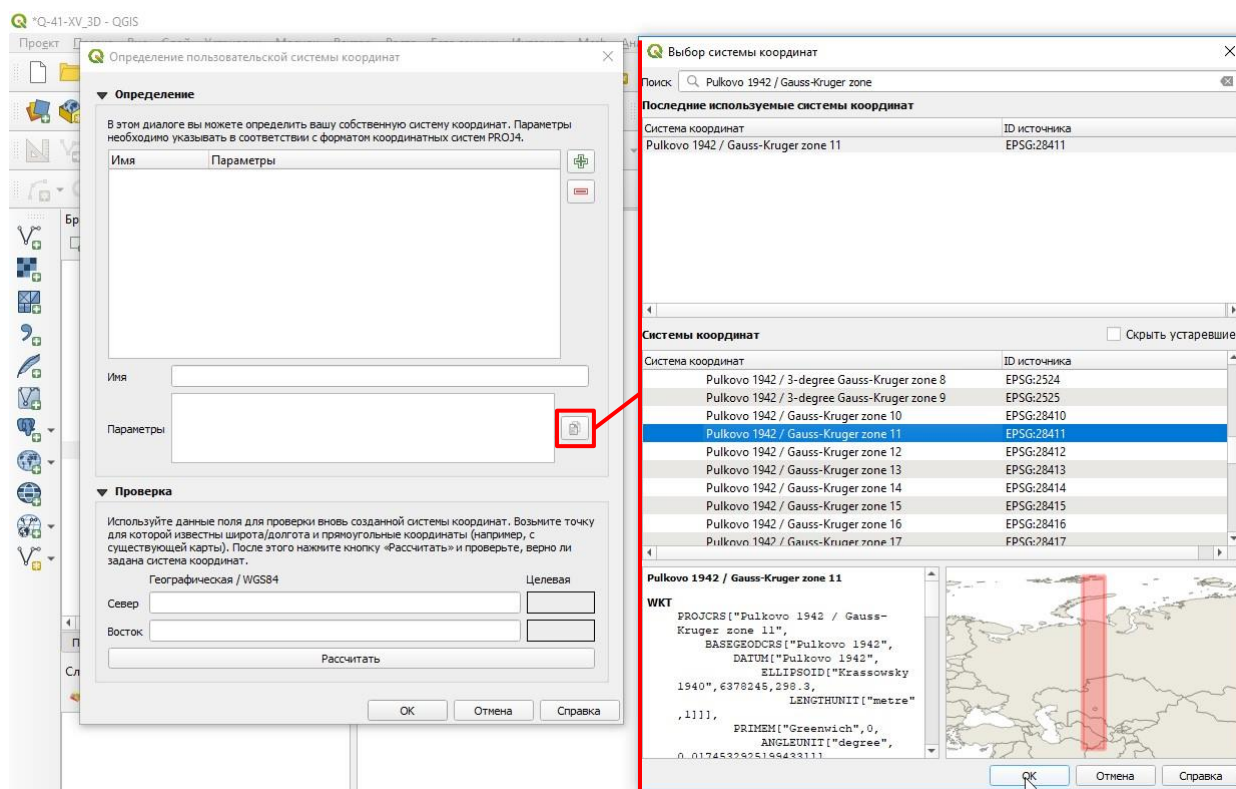 *Q-41-XV_3D - QGIS
Проект
Определение пользовательской системы координат
Определение
В этом диалоге вы можете определить вашу собственную систему координат. Параметры
необходимо указывать в соответствии с форматом координатных систем PROJ4.
Имя Параметры
Имя
Параметры
Проверка
Используйте данные поля для проверки вновь созданной системы координат. Возьмите точку
для которой известны широта/долгота и прямоугольные координаты (например, с
существующей карты). После этого нажмите кнопку «Рассчитать» и проверьте, верно ли
задана система координат.
Географическая / WGS84 Целевая
Север
Восток
Рассчитать
OK Отмена Справка
Выбор системы координат
Поиск Pulkovo 1942 / Gauss-Kruger zone
Последние используемые системы координат
Система координат ID источника
Pulkovo 1942 / Gauss-Kruger zone 11 EPSG:28411
Системы координат Скрыть устаревшие
Система координат ID источника
Pulkovo 1942 / 3-degree Gauss-Kruger zone 8 EPSG:2524
Pulkovo 1942 / 3-degree Gauss-Kruger zone 9 EPSG:2525
Pulkovo 1942 / Gauss-Kruger zone 10 EPSG:28410
Pulkovo 1942 / Gauss-Kruger zone 11 EPSG:28411
Pulkovo 1942 / Gauss-Kruger zone 12 EPSG:28412
Pulkovo 1942 / Gauss-Kruger zone 13 EPSG:28413
Pulkovo 1942 / Gauss-Kruger zone 14 EPSG:28414
Pulkovo 1942 / Gauss-Kruger zone 15 EPSG:28415
Pulkovo 1942 / Gauss-Kruger zone 16 EPSG:28416
Pulkovo 1942 / Gauss-Kruger zone 17 EPSG:28417
Pulkovo 1942 / Gauss-Kruger zone 11
WKT
PROJCRS["Pulkovo 1942 / Gauss-
Kruger zone 11",
BASEGEODCRS["Pulkovo 1942",
DATUM["Pulkovo 1942",
ELLIPSOID["Krassowsky
1940",6378245,298.3,
LENGTHUNIT["metre"
,1]]],
PRIMEM["Greenwich",0,
ANGLEUNIT["degree",
0.0174532925199433]]]
OK Отмена Справка